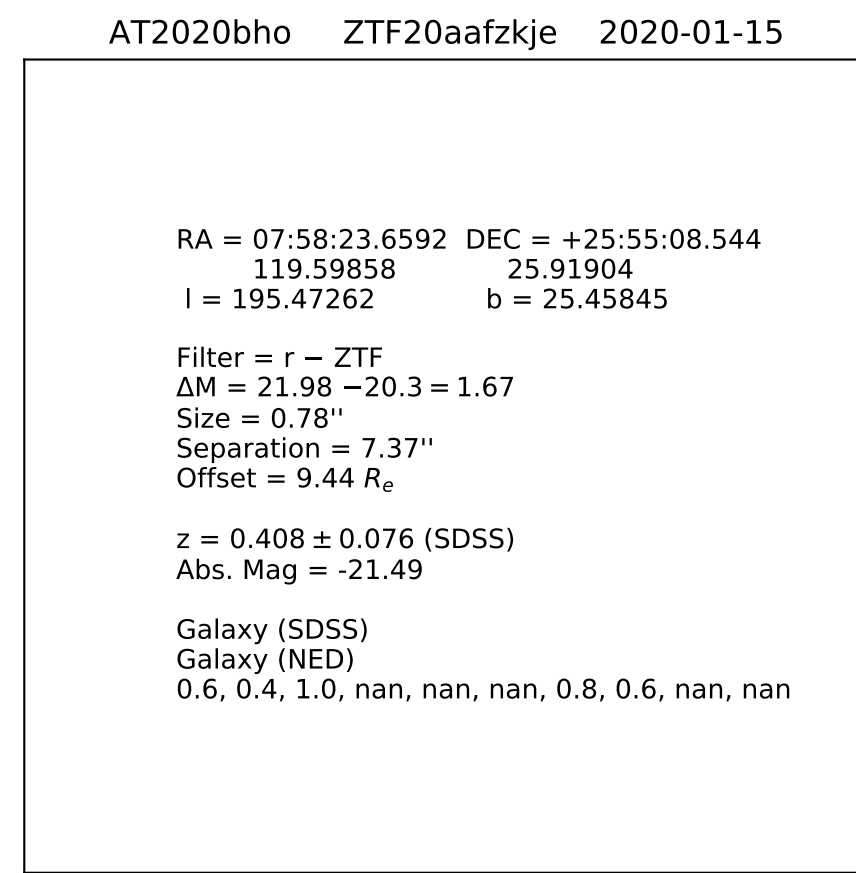 AT2020bho ZTF20aafzkje 2020-01-15
RA = 07:58:23.6592 DEC = +25:55:08.544
119.59858 25.91904
l = 195.47262 b = 25.45845
Filter = r − ZTF
ΔM = 21.98 −20.3 = 1.67
Size = 0.78''
Separation = 7.37''
Offset = 9.44 Rₑ
z = 0.408 ± 0.076 (SDSS)
Abs. Mag = -21.49
Galaxy (SDSS)
Galaxy (NED)
0.6, 0.4, 1.0, nan, nan, nan, 0.8, 0.6, nan, nan